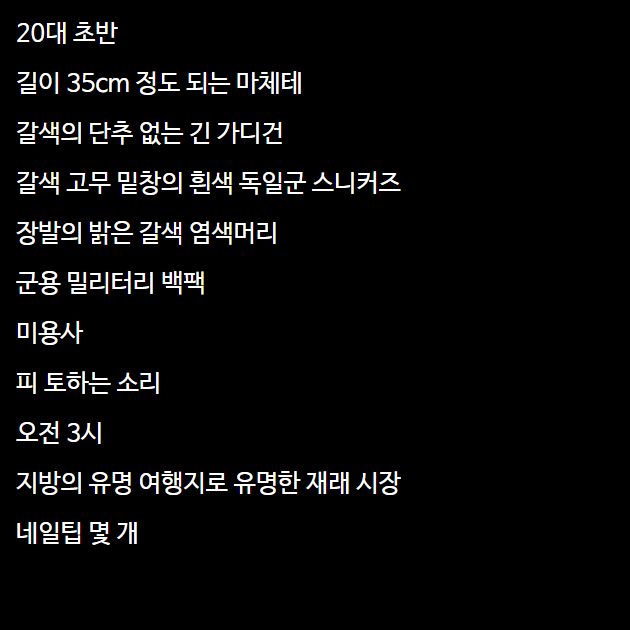 20대 초반
길이 35cm 정도 되는 마체테
갈색의 단추 없는 긴 가디건
갈색 고무 밑창의 흰색 독일군 스니커즈
장발의 밝은 갈색 염색머리
군용 밀리터리 백팩
미용사
피 토하는 소리
오전 3시
지방의 유명 여행지로 유명한 재래 시장
네일팁 몇 개